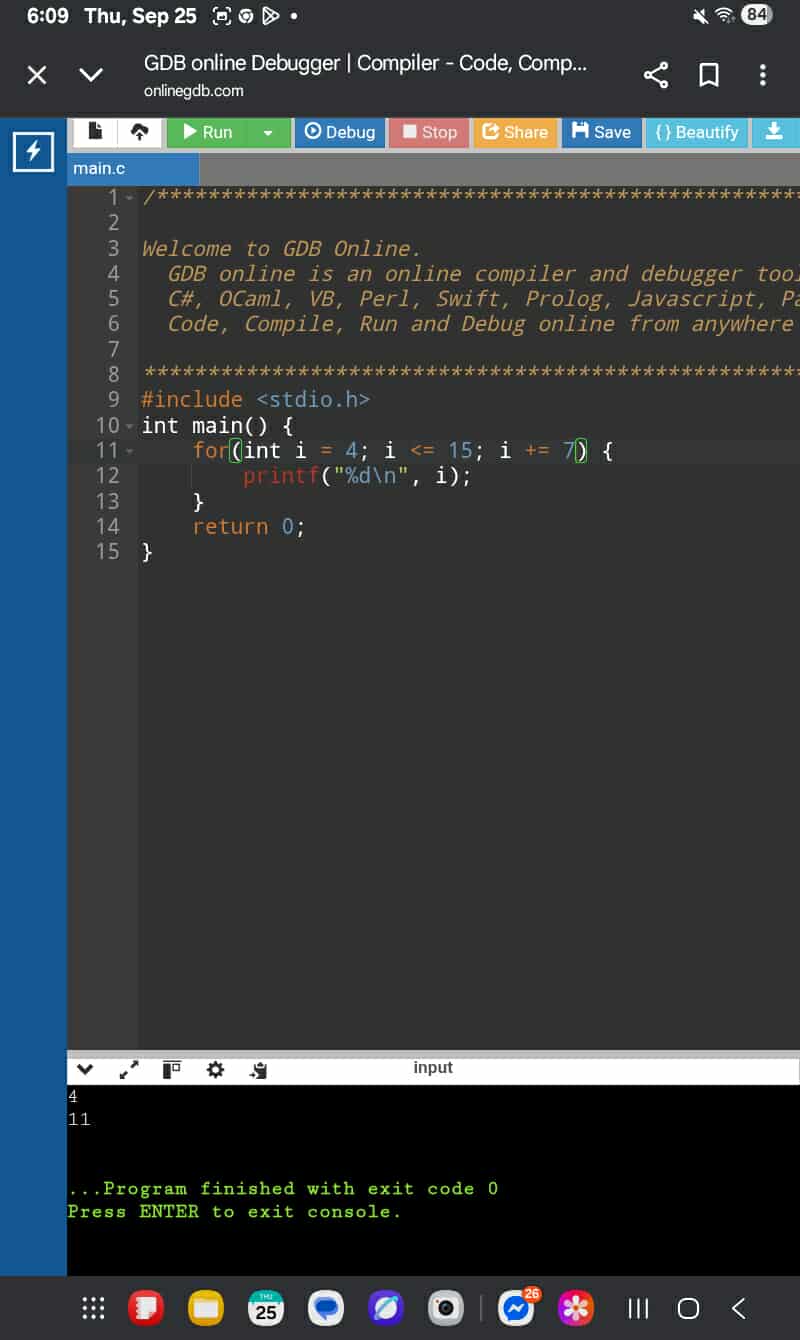 6:09 Thu, Sep 25
84
GDB online Debugger | Compiler - Code, Comp...
onlinegdb.com
Run Debug Stop Share Save {} Beautify
main.c
1 /******************************************************
2
3 Welcome to GDB Online.
4 GDB online is an online compiler and debugger tool
5 C#, OCaml, VB, Perl, Swift, Prolog, Javascript, Pa
6 Code, Compile, Run and Debug online from anywhere
7
8 *******************************************************
9 #include <stdio.h>
10 int main() {
11 for(int i = 4; i <= 15; i += 7) {
12 printf("%d\n", i);
13 }
14 return 0;
15 }
input
4
11
...Program finished with exit code 0
Press ENTER to exit console.
THU
25
26